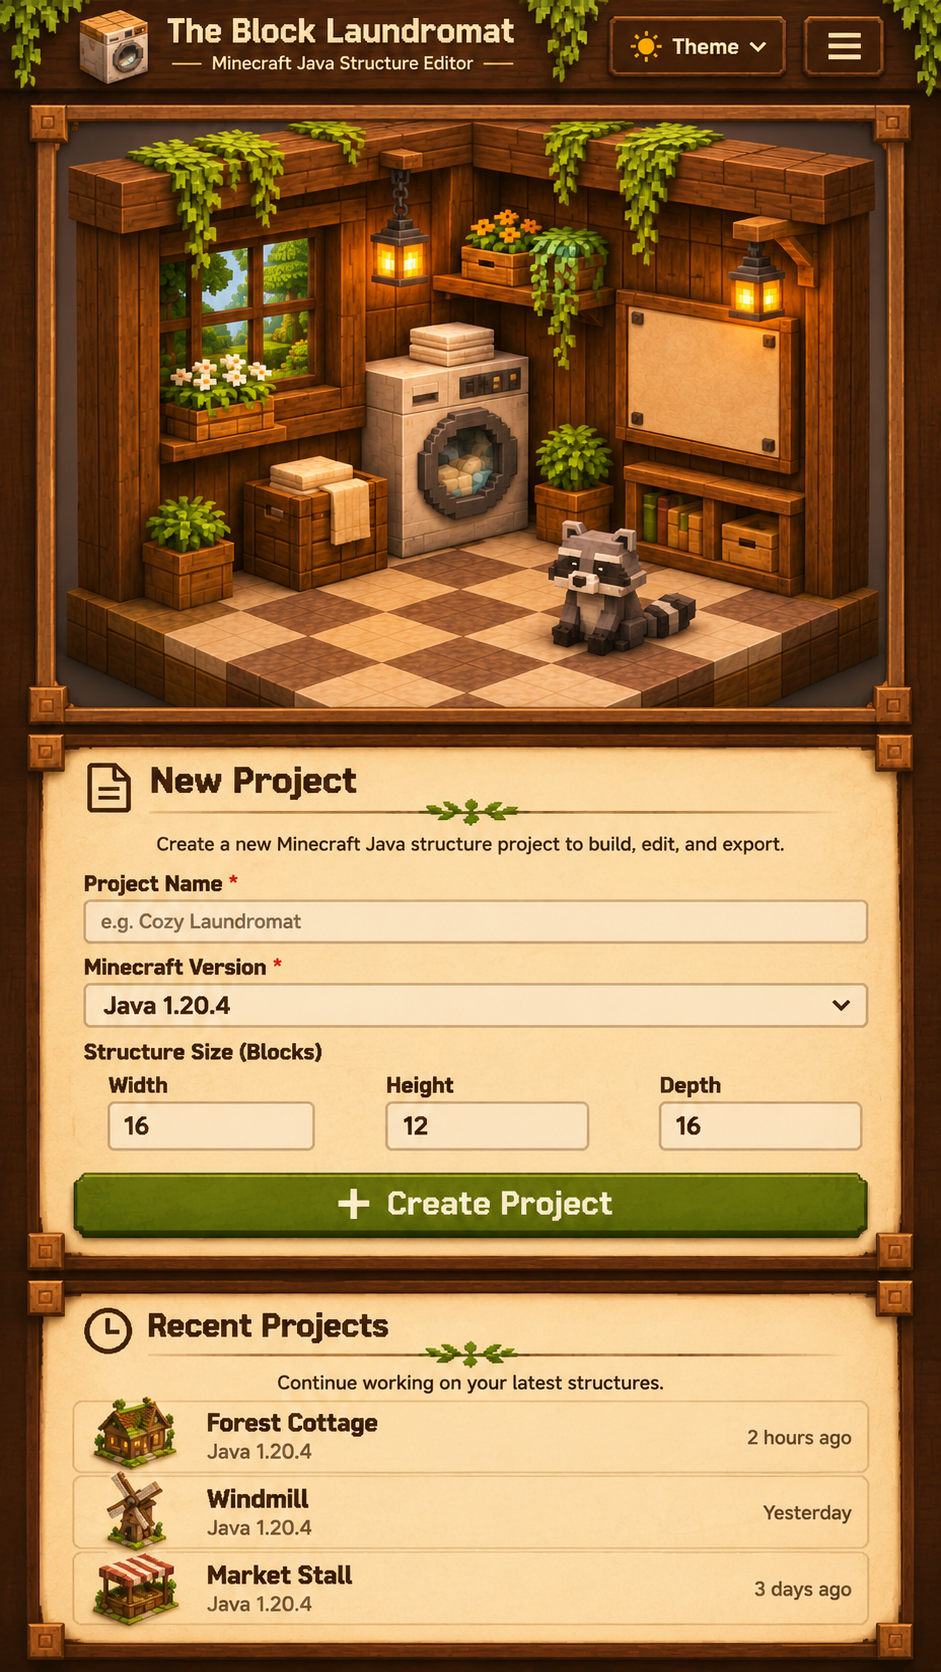 The Block Laundromat
Minecraft Java Structure Editor
Theme
New Project
Create a new Minecraft Java structure project to build, edit, and export.
Project Name *
e.g. Cozy Laundromat
Minecraft Version *
Java 1.20.4
Structure Size (Blocks)
Width Height Depth
16 12 16
+ Create Project
Recent Projects
Continue working on your latest structures.
Forest Cottage
Java 1.20.4
2 hours ago
Windmill
Java 1.20.4
Yesterday
Market Stall
Java 1.20.4
3 days ago